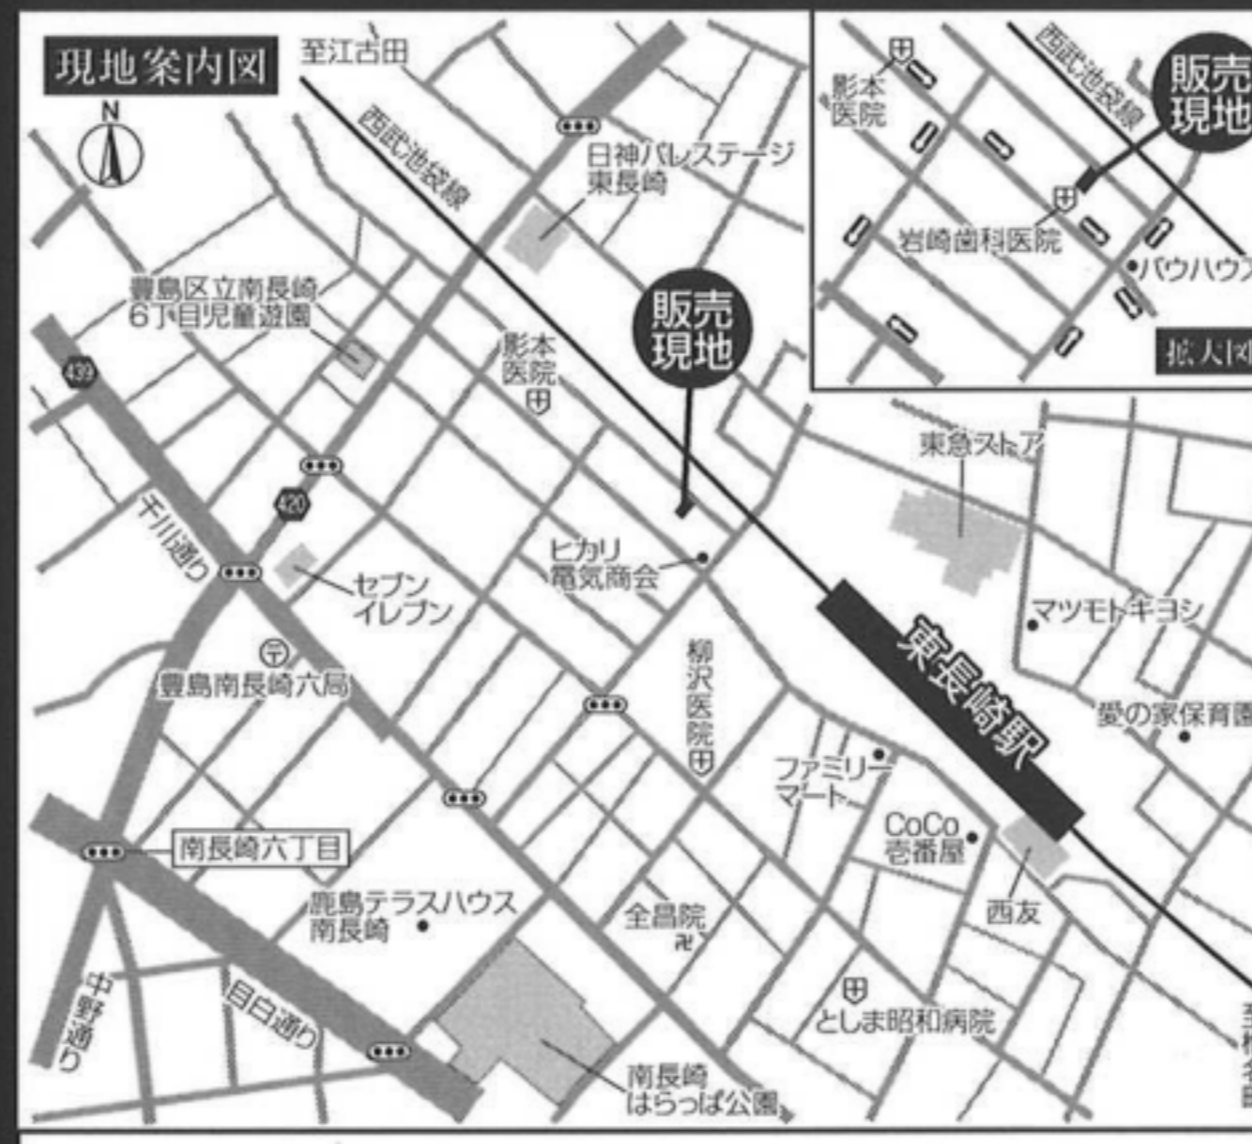 現地案内図
至江古田
N
西武池袋線
日神パレステージ
東長崎
豊島区立南長崎
6丁目児童遊園
影本
医院
販売
現地
439
420
千川通り
セブン
イレブン
ヒカリ
電気商会
豊島南長崎六局
柳沢医院
東長崎駅
東急ストア
マツモトキヨシ
愛の家保育園
ファミリー
マート
CoCo
壱番屋
西友
南長崎六丁目
鹿島テラスハウス
南長崎
全昌院
卍
としま昭和病院
中野通り
目白通り
南長崎
はらっぱ公園
西武池袋線
販売
現地
影本
医院
岩崎歯科医院
バウハウス
拡大図